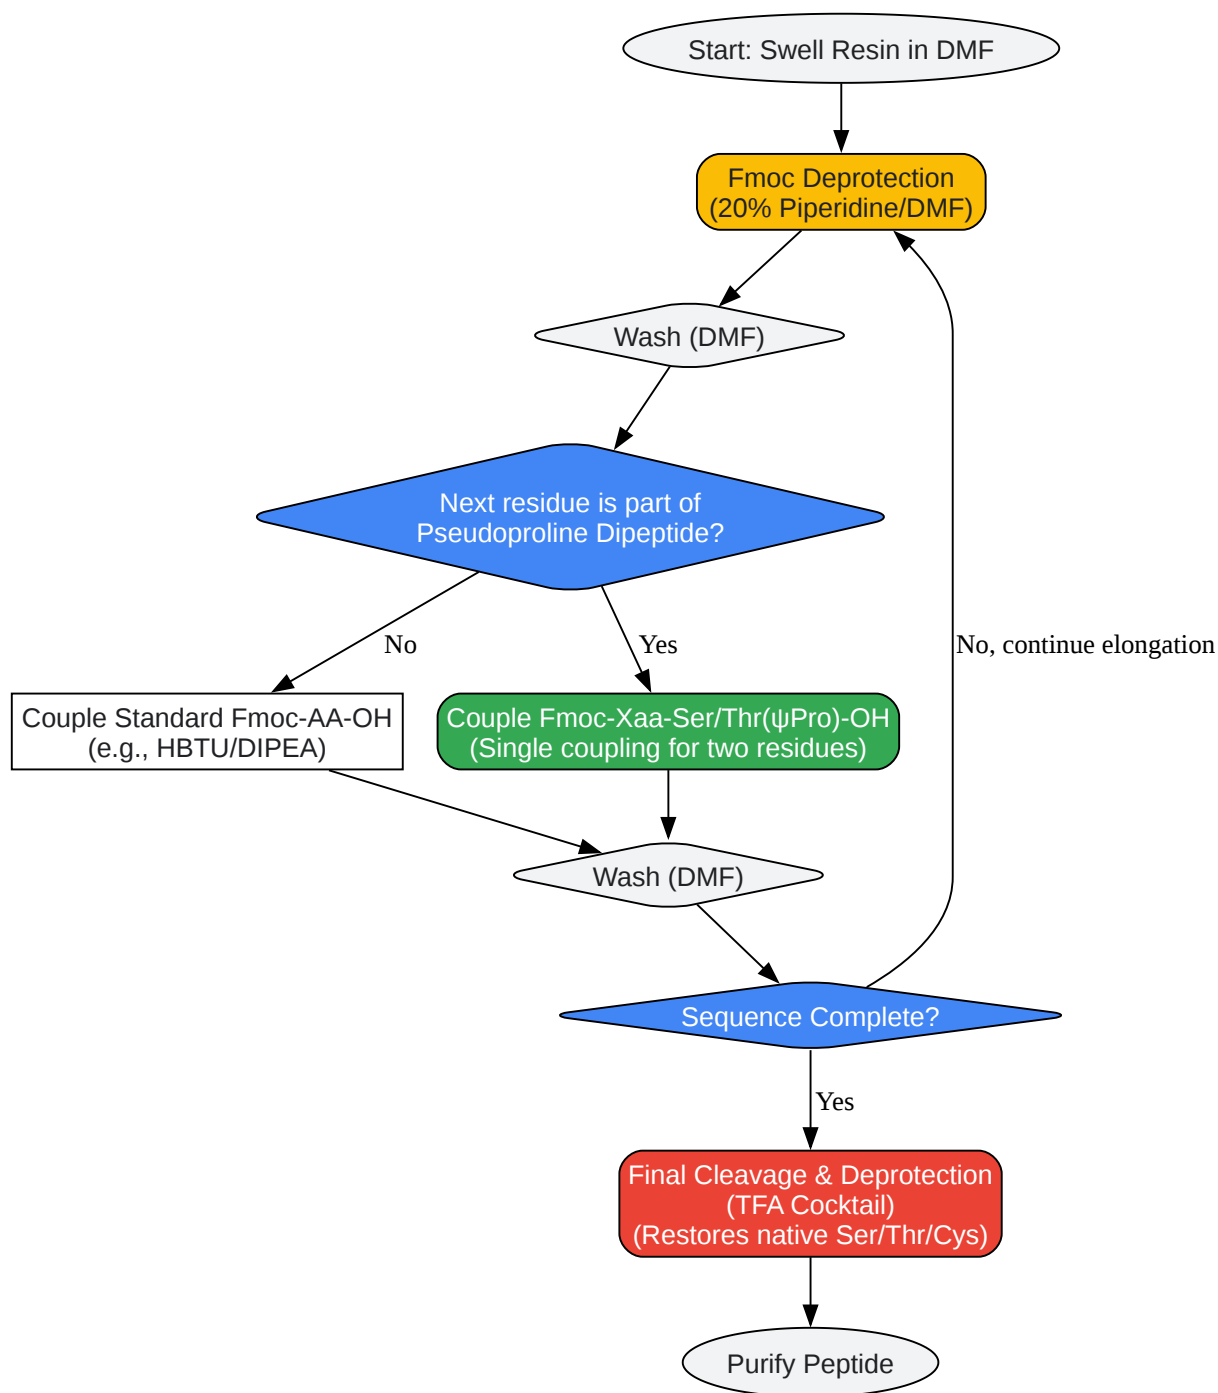 Start: Swell Resin in DMF
Fmoc Deprotection
(20% Piperidine/DMF)
Wash (DMF)
Next residue is part of
Pseudoproline Dipeptide?
No
Yes
No, continue elongation
Couple Standard Fmoc-AA-OH
(e.g., HBTU/DIPEA)
Couple Fmoc-Xaa-Ser/Thr(ψPro)-OH
(Single coupling for two residues)
Wash (DMF)
Sequence Complete?
Yes
Final Cleavage & Deprotection
(TFA Cocktail)
(Restores native Ser/Thr/Cys)
Purify Peptide